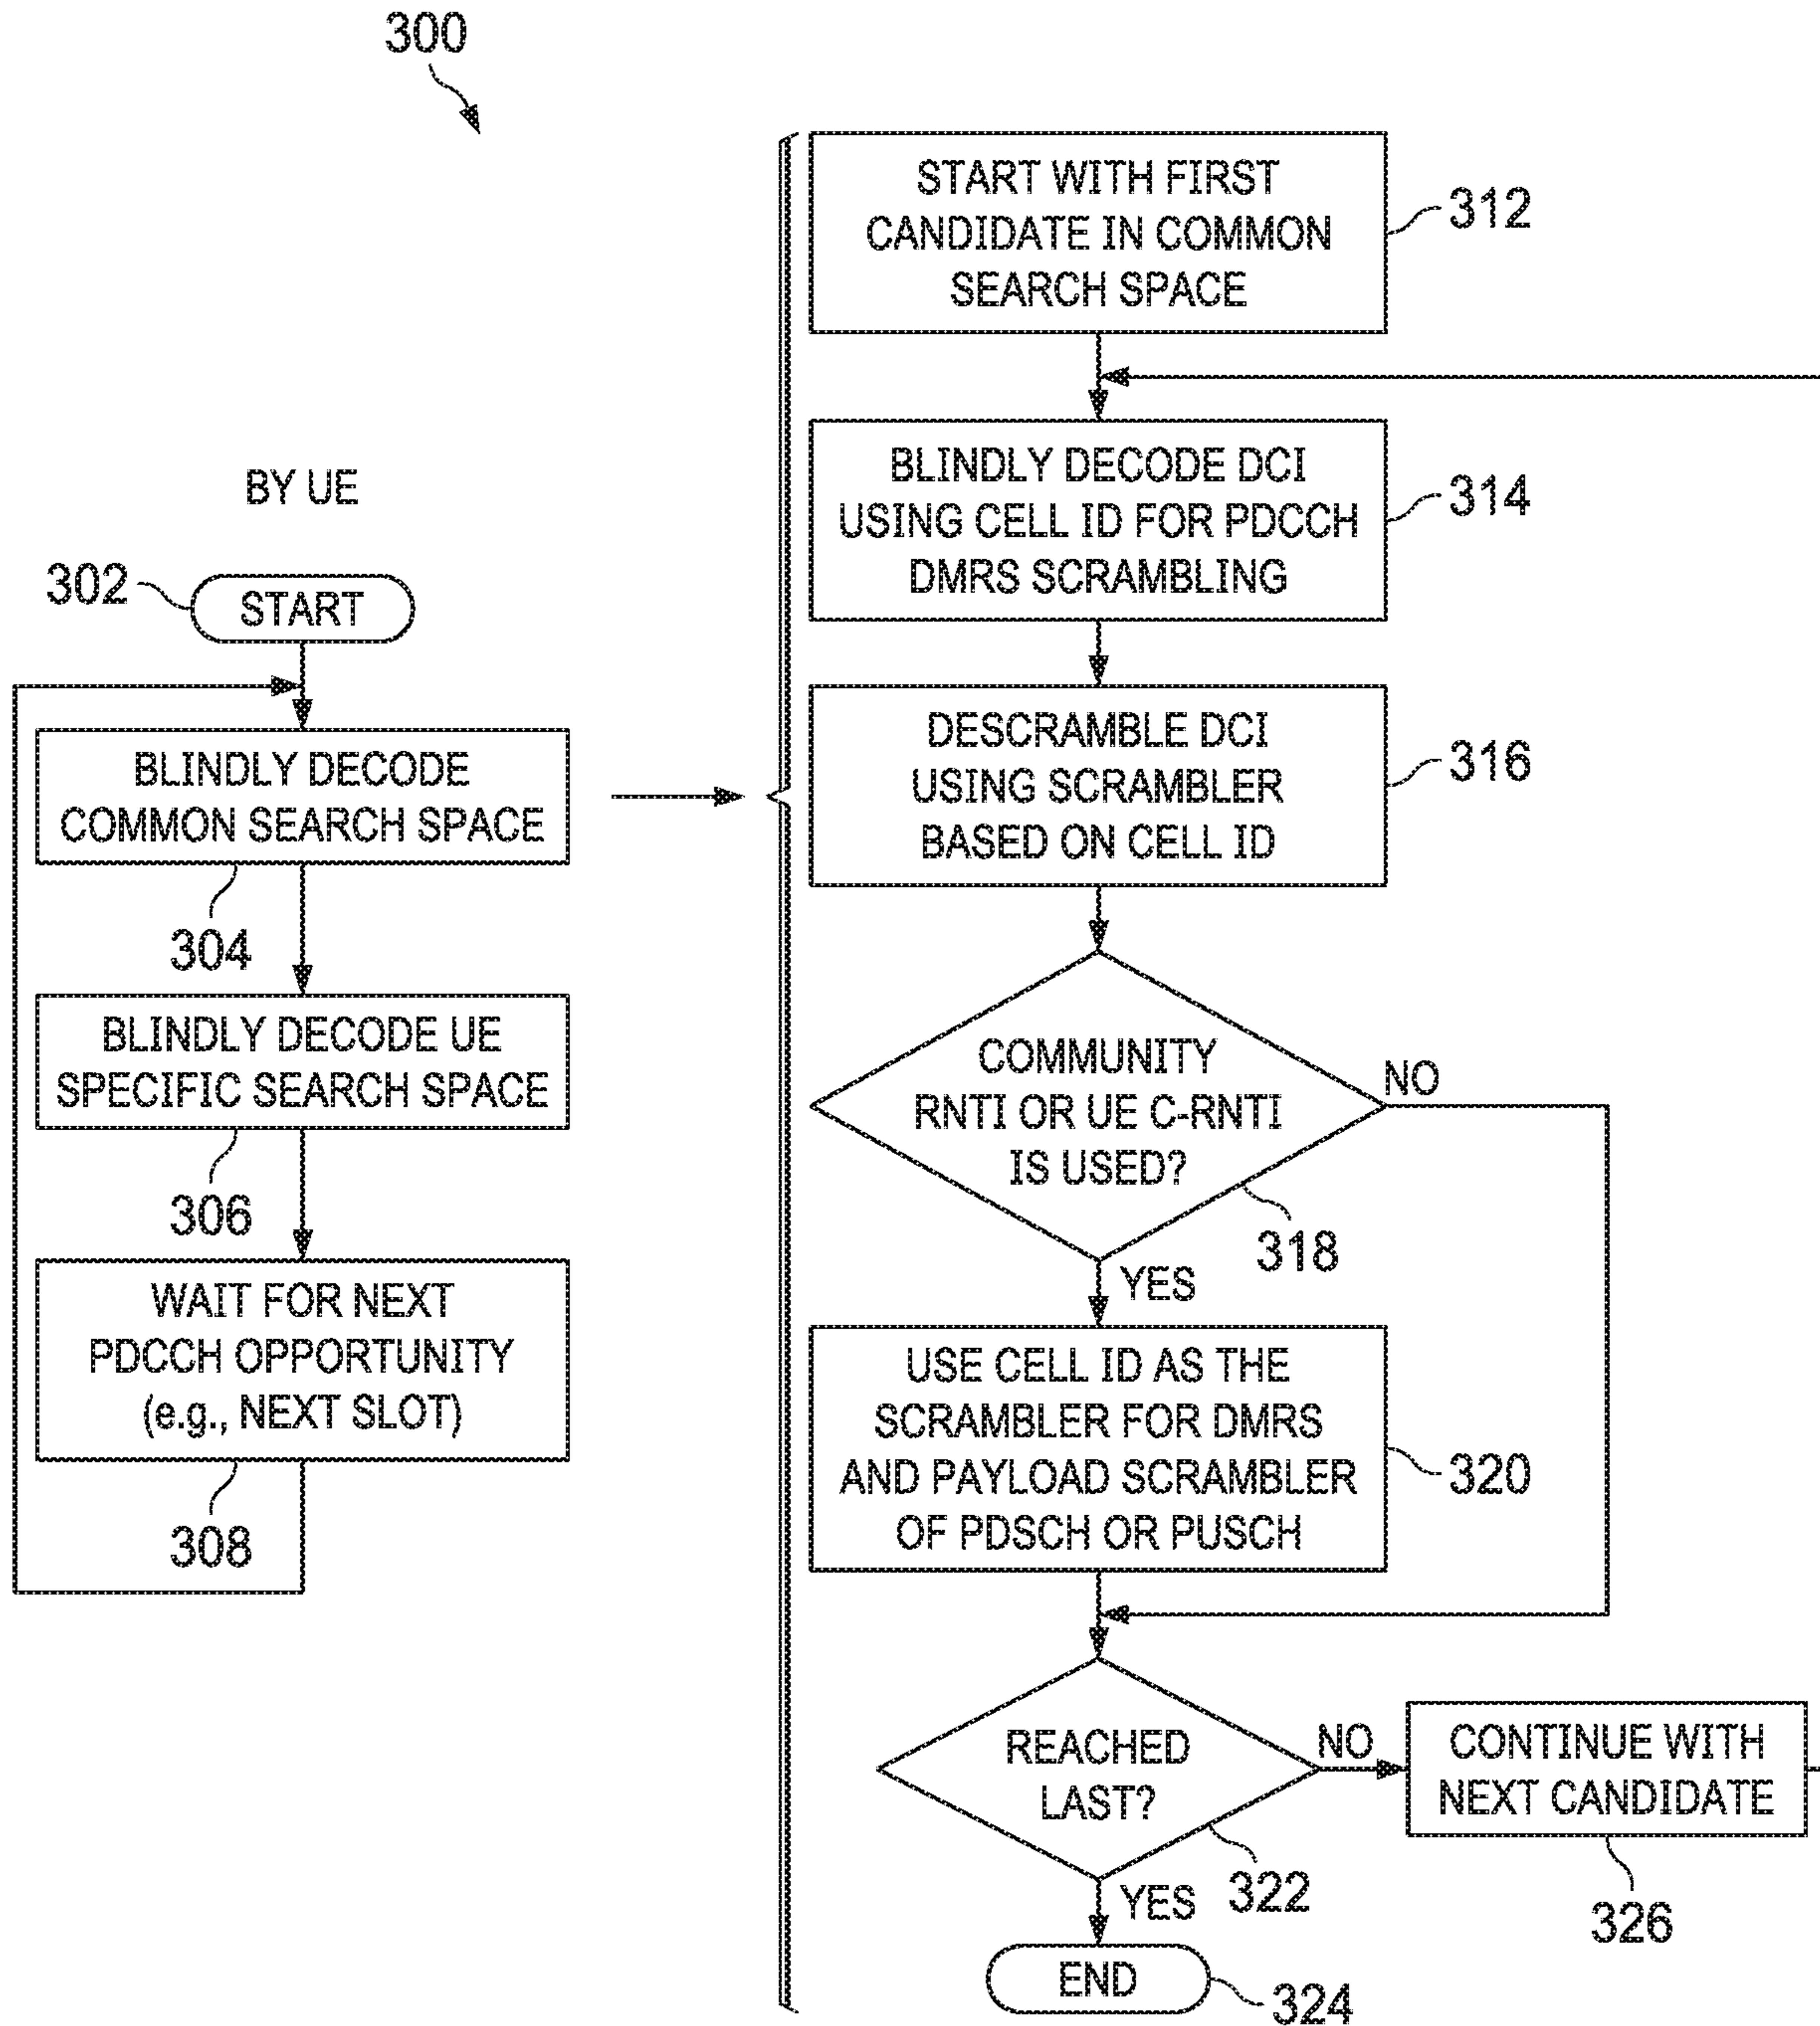 300
BY UE
302
START
BLINDLY DECODE
COMMON SEARCH SPACE
304
BLINDLY DECODE UE
SPECIFIC SEARCH SPACE
306
WAIT FOR NEXT
PDCCH OPPORTUNITY
(e.g., NEXT SLOT)
308
START WITH FIRST
CANDIDATE IN COMMON
SEARCH SPACE
312
BLINDLY DECODE DCI
USING CELL ID FOR PDCCH
DMRS SCRAMBLING
314
DESCRAMBLE DCI
USING SCRAMBLER
BASED ON CELL ID
316
COMMUNITY
RNTI OR UE C-RNTI
IS USED?
NO
318
YES
USE CELL ID AS THE
SCRAMBLER FOR DMRS
AND PAYLOAD SCRAMBLER
OF PDSCH OR PUSCH
320
REACHED
LAST?
NO
322
CONTINUE WITH
NEXT CANDIDATE
326
YES
END
324